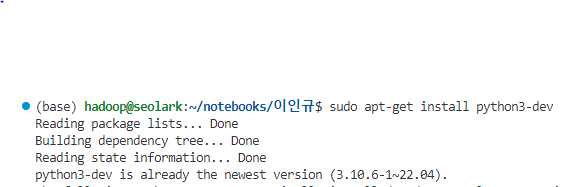 (base) hadoop@seolark:~/notebooks/이인규$ sudo apt-get install python3-dev
Reading package lists... Done
Building dependency tree... Done
Reading state information... Done
python3-dev is already the newest version (3.10.6-1~22.04).